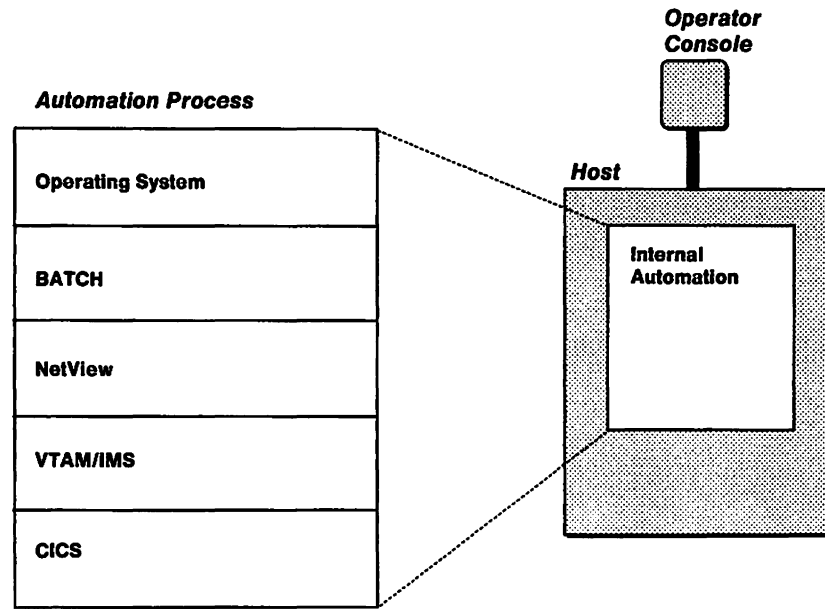 Operator
Console
Automation Process
Operating System
BATCH
NetView
VTAM/IMS
CICS
Host
Internal
Automation